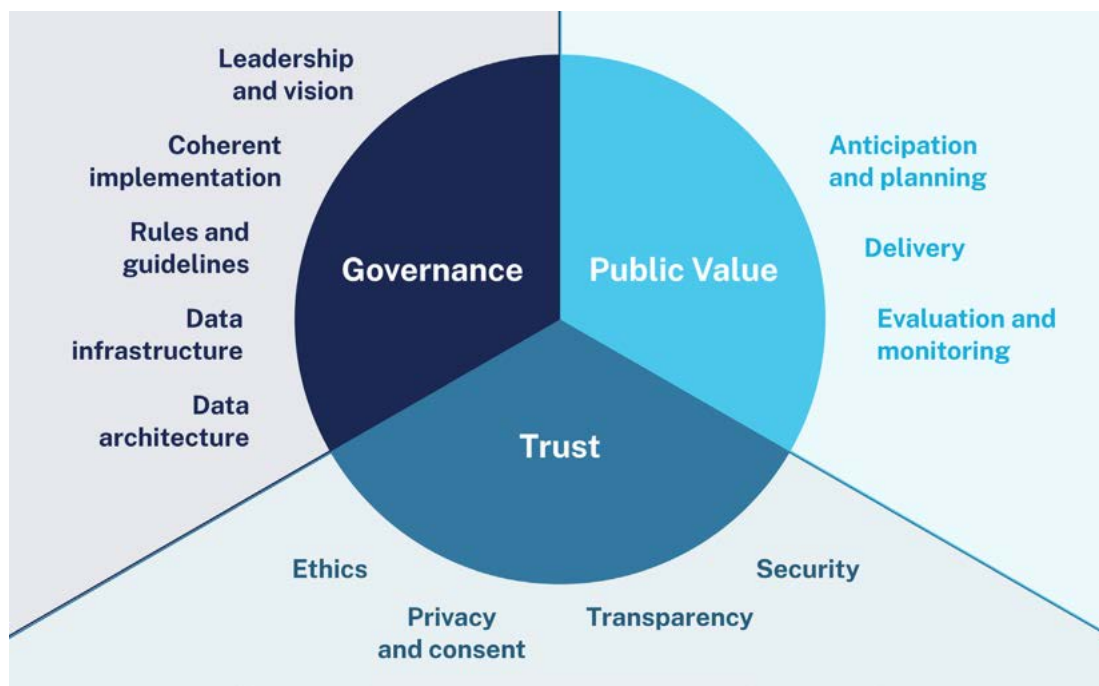 Leadership
and vision
Coherent
implementation
Rules and
guidelines
Data
infrastructure
Data
architecture
Governance
Public Value
Anticipation
and planning
Delivery
Evaluation and
monitoring
Trust
Ethics
Privacy
and consent
Transparency
Security